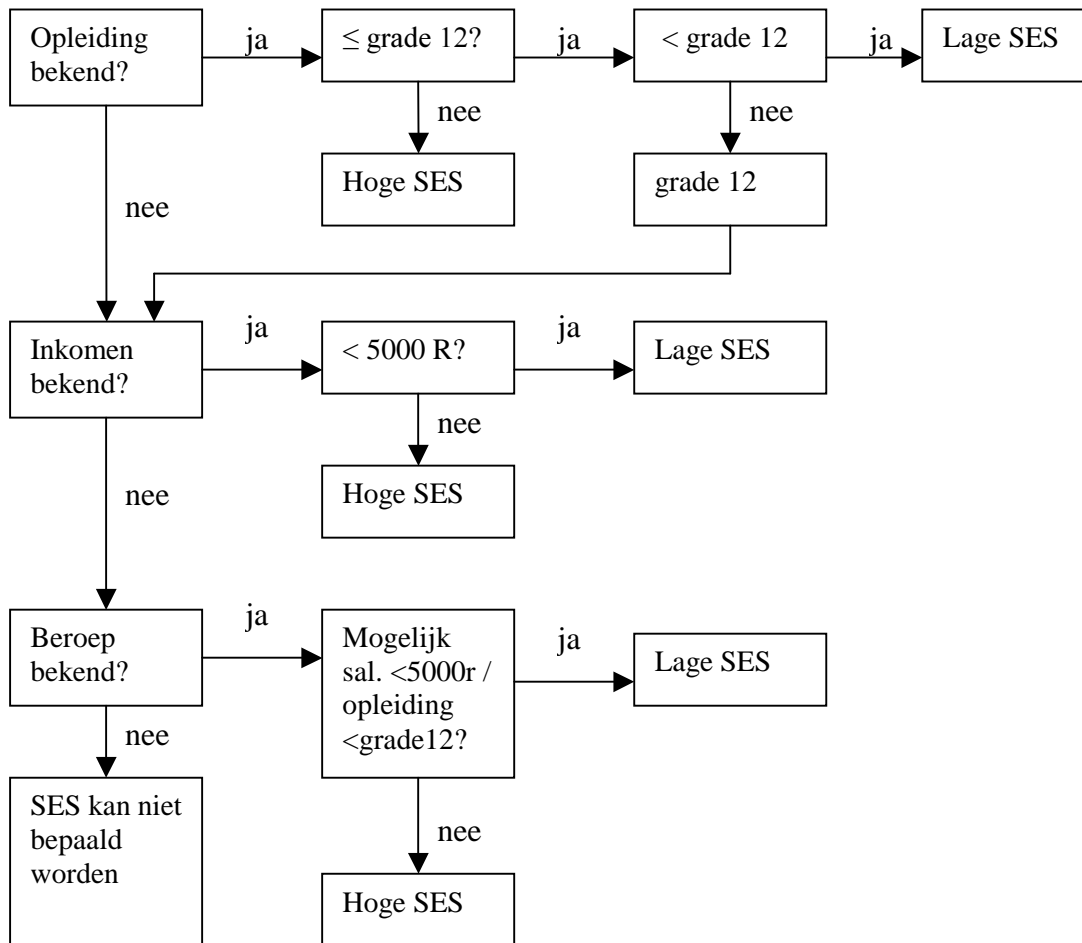 Opleiding
bekend?
ja
≤ grade 12?
ja
< grade 12
ja
Lage SES
nee
nee
Hoge SES
grade 12
nee
Inkomen
bekend?
ja
< 5000 R?
ja
Lage SES
nee
Hoge SES
nee
Beroep
bekend?
ja
Mogelijk
sal. <5000r /
opleiding
<grade12?
ja
Lage SES
nee
SES kan niet
bepaald
worden
nee
Hoge SES